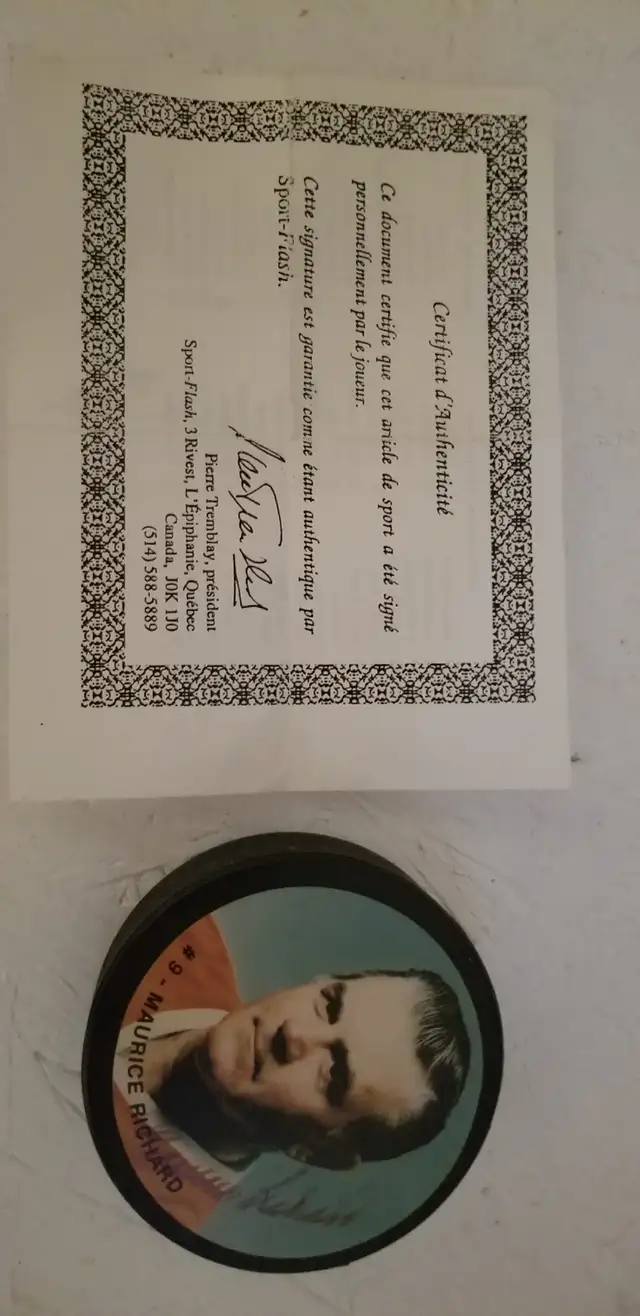 Certificat d'Authenticité
Ce document certifie que cet article de sport a été signé
personnellement par le joueur.
Cette signature est garantie comme étant authentique par
Sport-Flash.
Pierre Tremblay, président
Sport-Flash, 3 Rivest, L'Épiphanie, Québec
Canada, J0K 1J0
(514) 588-5889
#9 - MAURICE RICHARD